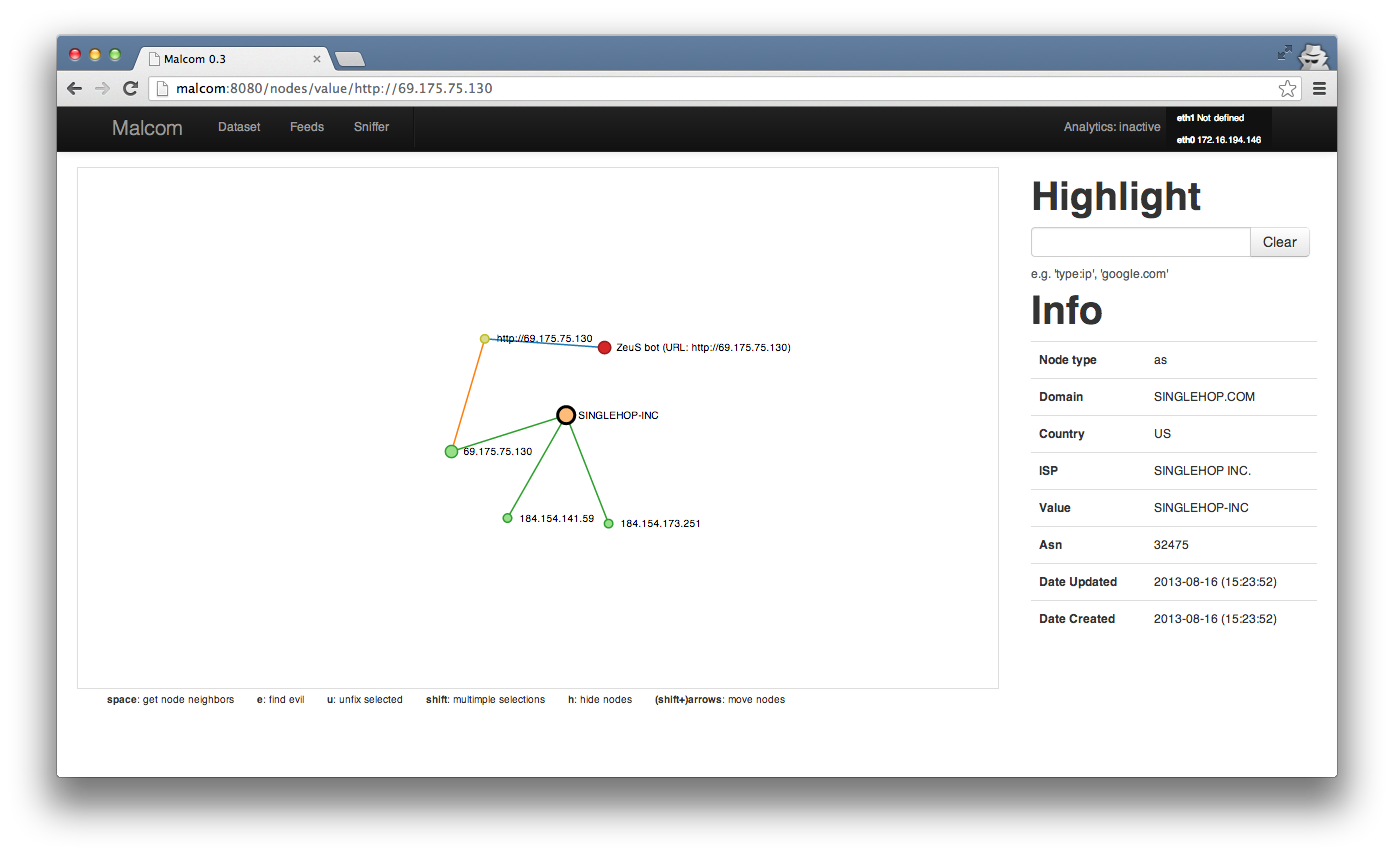 Malcom 0.3
malcom:8080/nodes/value/http://69.175.75.130
Malcom Dataset Feeds Sniffer Analytics: inactive
eth1 Not defined
eth0 172.16.194.146
http://69.175.75.130
ZeuS bot (URL: http://69.175.75.130)
SINGLEHOP-INC
69.175.75.130
184.154.141.59
184.154.173.251
space: get node neighbors e: find evil u: unfix selected shift: multimple selections h: hide nodes (shift+)arrows: move nodes
Highlight
Clear
e.g. 'type:ip', 'google.com'
Info
Node type as
Domain SINGLEHOP.COM
Country US
ISP SINGLEHOP INC.
Value SINGLEHOP-INC
Asn 32475
Date Updated 2013-08-16 (15:23:52)
Date Created 2013-08-16 (15:23:52)